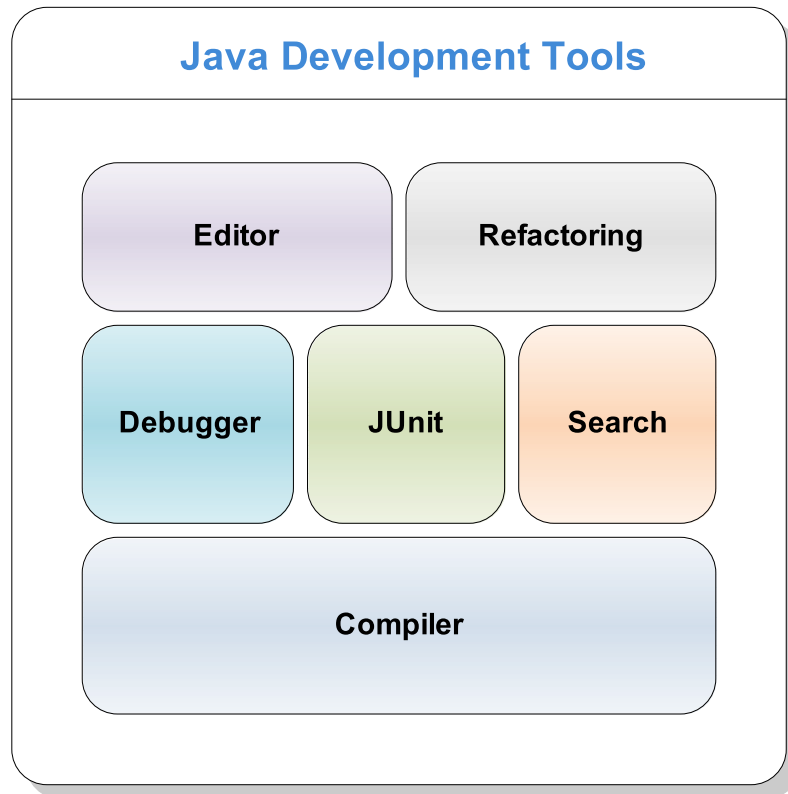 Java Development Tools
Editor
Refactoring
Debugger
JUnit
Search
Compiler